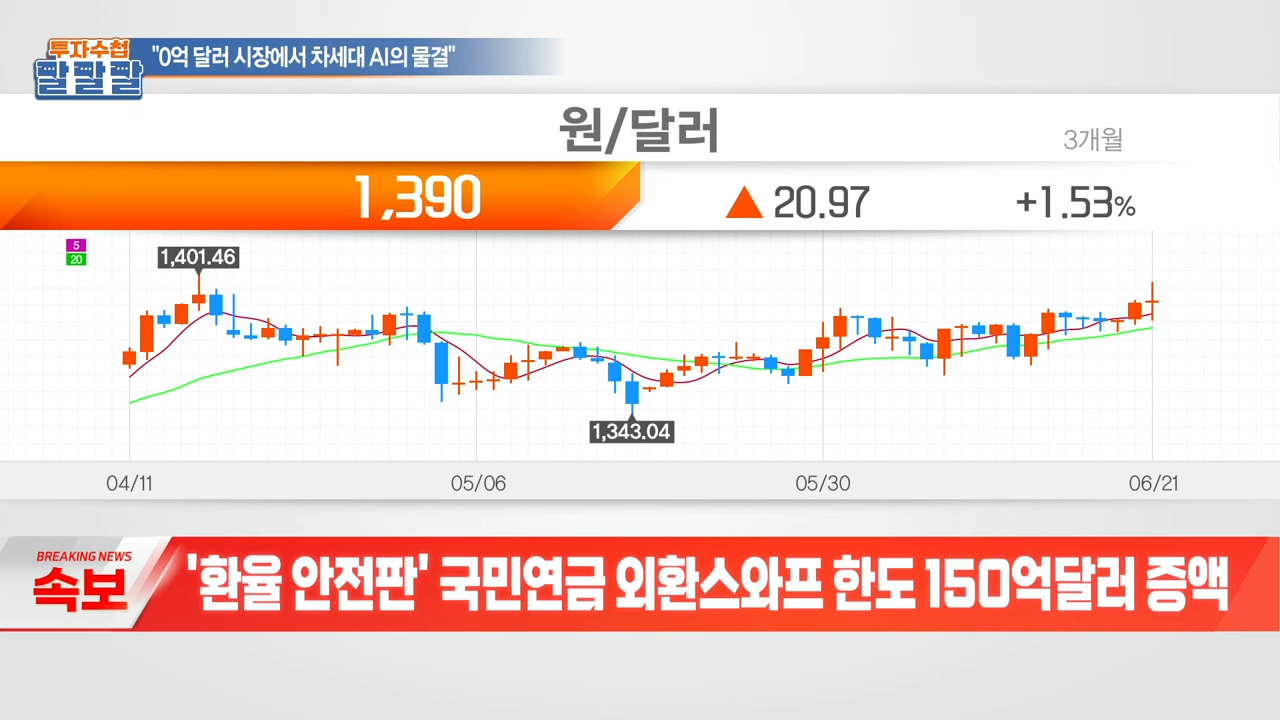 투자수첩
팔팔팔
"0억 달러 시장에서 차세대 AI의 물결"
원/달러
3개월
1,390
▲ 20.97
+1.53%
5
20
1,401.46
1,343.04
04/11
05/06
05/30
06/21
BREAKING NEWS
속보
'환율 안전판' 국민연금 외환스와프 한도 150억달러 증액